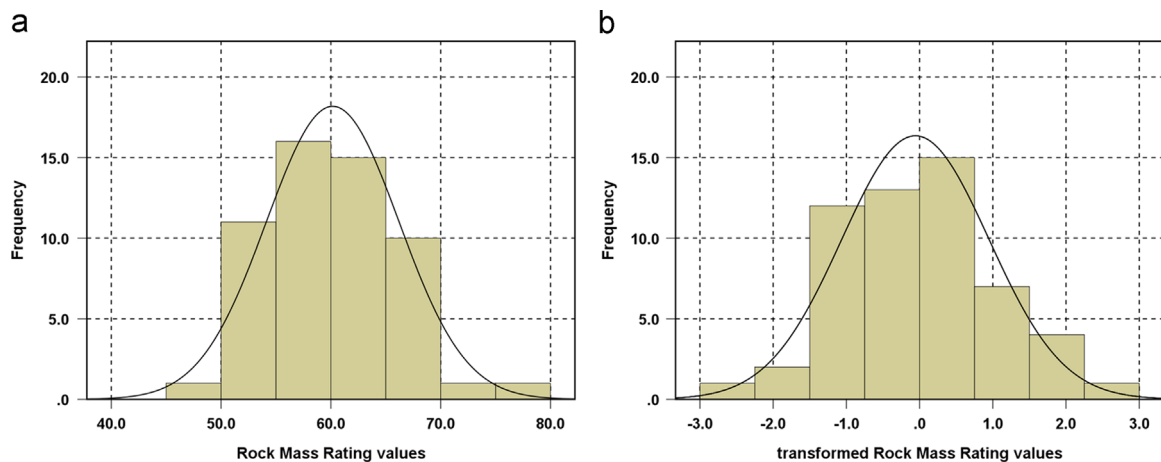 a
20.0
15.0
10.0
5.0
.0
Frequency
40.0 50.0 60.0 70.0 80.0
Rock Mass Rating values
b
20.0
15.0
10.0
5.0
.0
Frequency
-3.0 -2.0 -1.0 .0 1.0 2.0 3.0
transformed Rock Mass Rating values